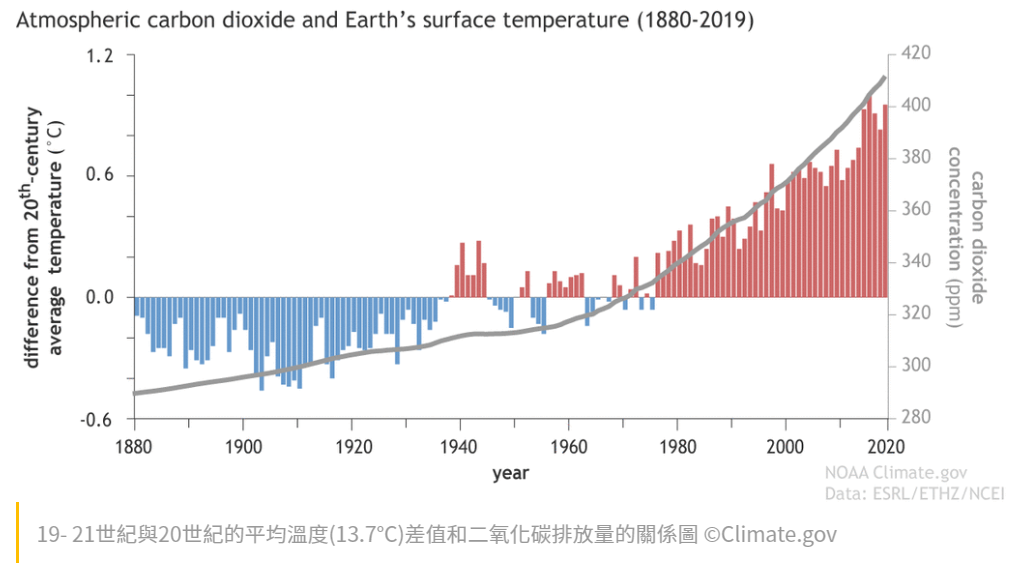 Atmospheric carbon dioxide and Earth's surface temperature (1880-2019)
difference from 20th-century
average temperature (°C)
1.2
0.6
0.0
-0.6
420
400
380
360
340
320
300
280
carbon dioxide
concentration (ppm)
1880
1900
1920
1940
1960
1980
2000
2020
year
NOAA Climate.gov
Data: ESRL/ETHZ/NCEI
19- 21世紀與20世紀的平均溫度(13.7°C)差值和二氧化碳排放量的關係圖 ©Climate.gov